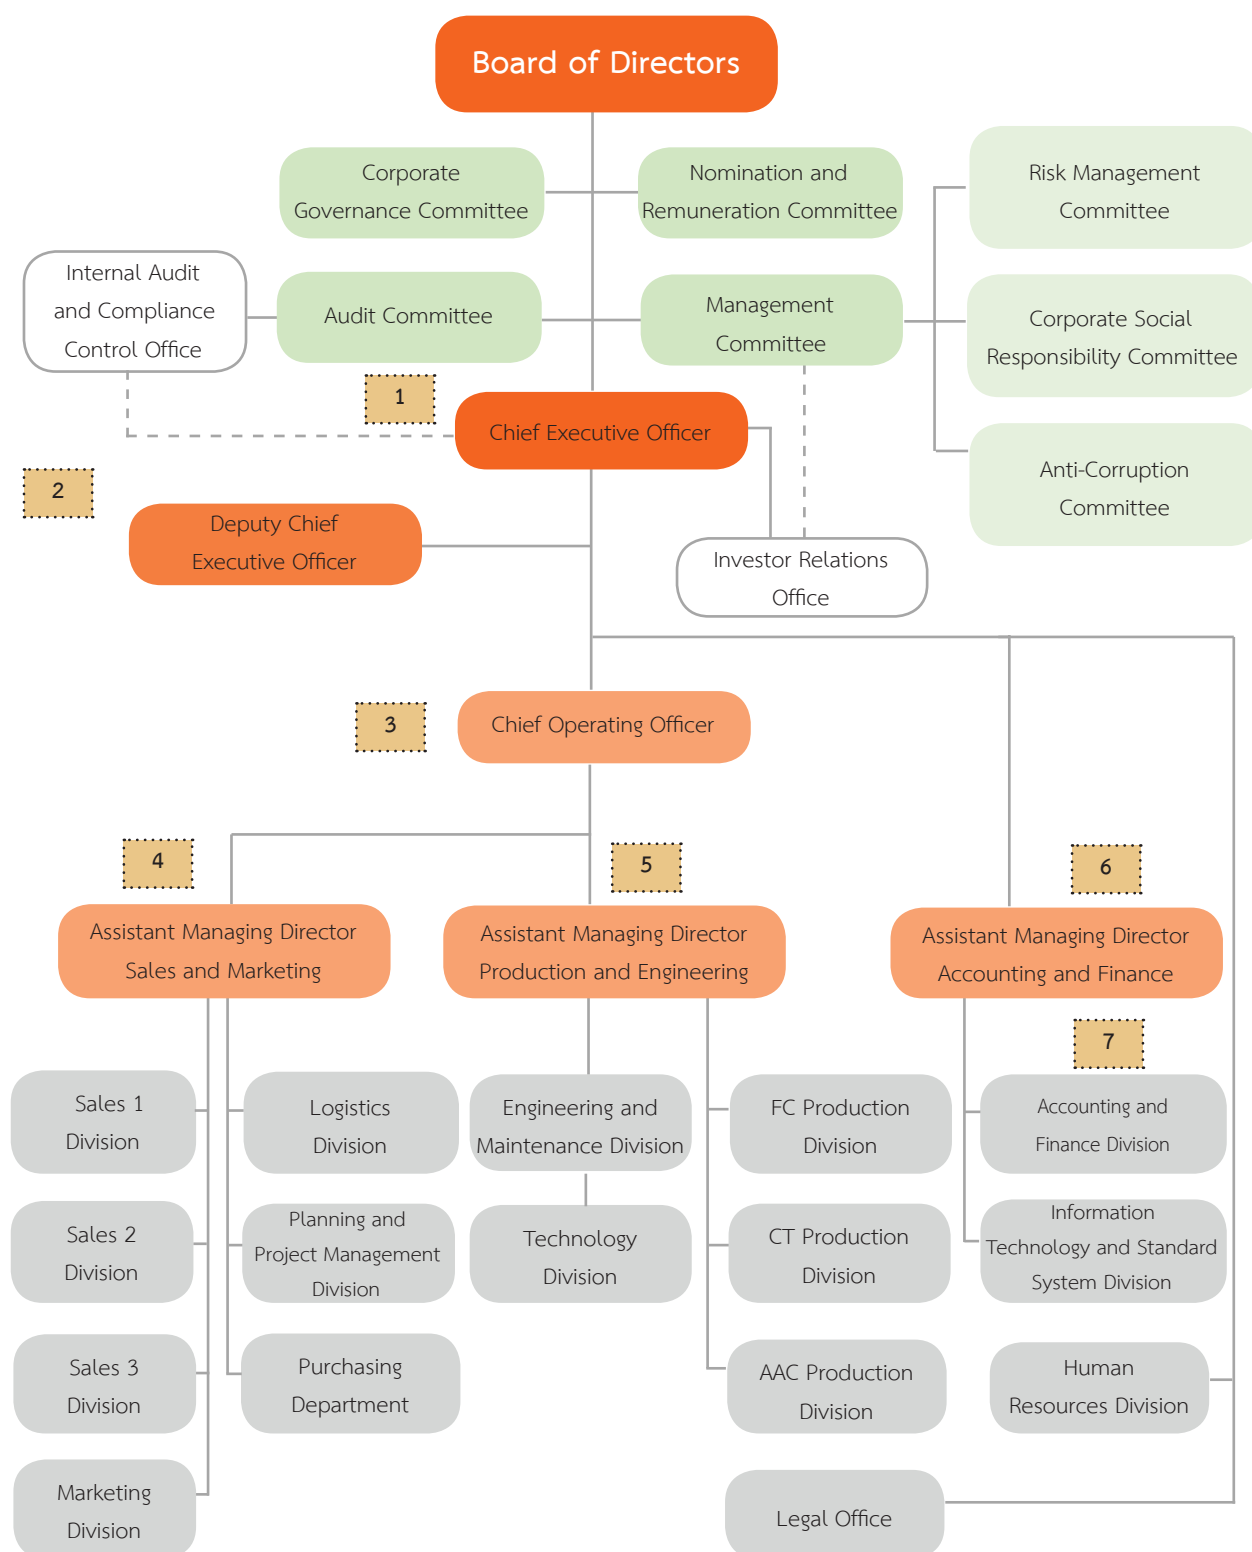 Board of Directors
Corporate
Governance Committee
Nomination and
Remuneration Committee
Risk Management
Committee
Internal Audit
and Compliance
Control Office
Audit Committee
Management
Committee
Corporate Social
Responsibility Committee
1
Chief Executive Officer
Anti-Corruption
Committee
2
Deputy Chief
Executive Officer
Investor Relations
Office
3
Chief Operating Officer
4
5
6
Assistant Managing Director
Sales and Marketing
Assistant Managing Director
Production and Engineering
Assistant Managing Director
Accounting and Finance
7
Sales 1
Division
Logistics
Division
Engineering and
Maintenance Division
FC Production
Division
Accounting and
Finance Division
Sales 2
Division
Planning and
Project Management
Division
Technology
Division
CT Production
Division
Information
Technology and Standard
System Division
Sales 3
Division
Purchasing
Department
AAC Production
Division
Human
Resources Division
Marketing
Division
Legal Office